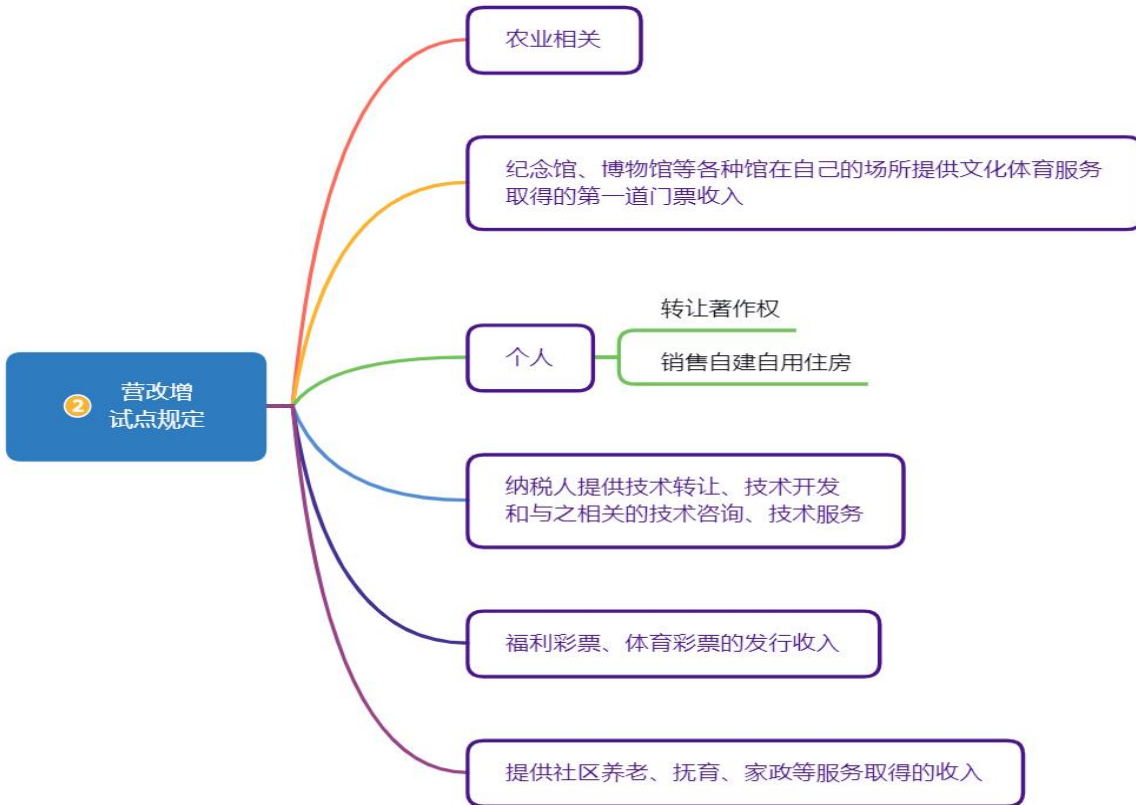 农业相关
纪念馆、博物馆等各种馆在自己的场所提供文化体育服务
取得的第一道门票收入
转让著作权
个人
销售自建自用住房
2
营改增
试点规定
纳税人提供技术转让、技术开发
和与之相关的技术咨询、技术服务
福利彩票、体育彩票的发行收入
提供社区养老、抚育、家政等服务取得的收入